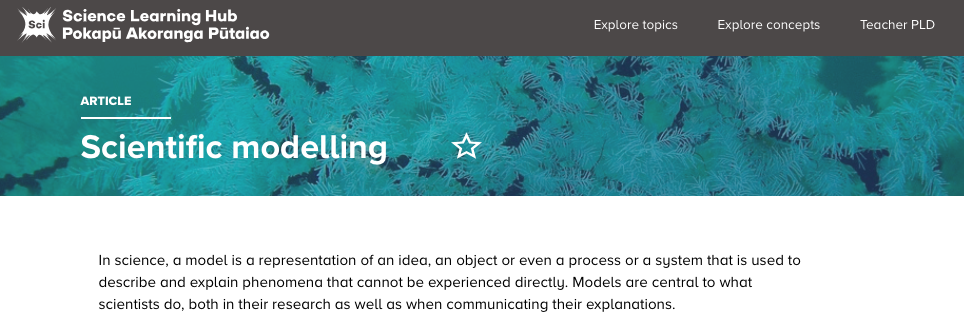 Sci
Science Learning Hub
Pokapū Akoranga Pūtaiao
Explore topics
Explore concepts
Teacher PLD
ARTICLE
Scientific modelling
In science, a model is a representation of an idea, an object or even a process or a system that is used to
describe and explain phenomena that cannot be experienced directly. Models are central to what
scientists do, both in their research as well as when communicating their explanations.